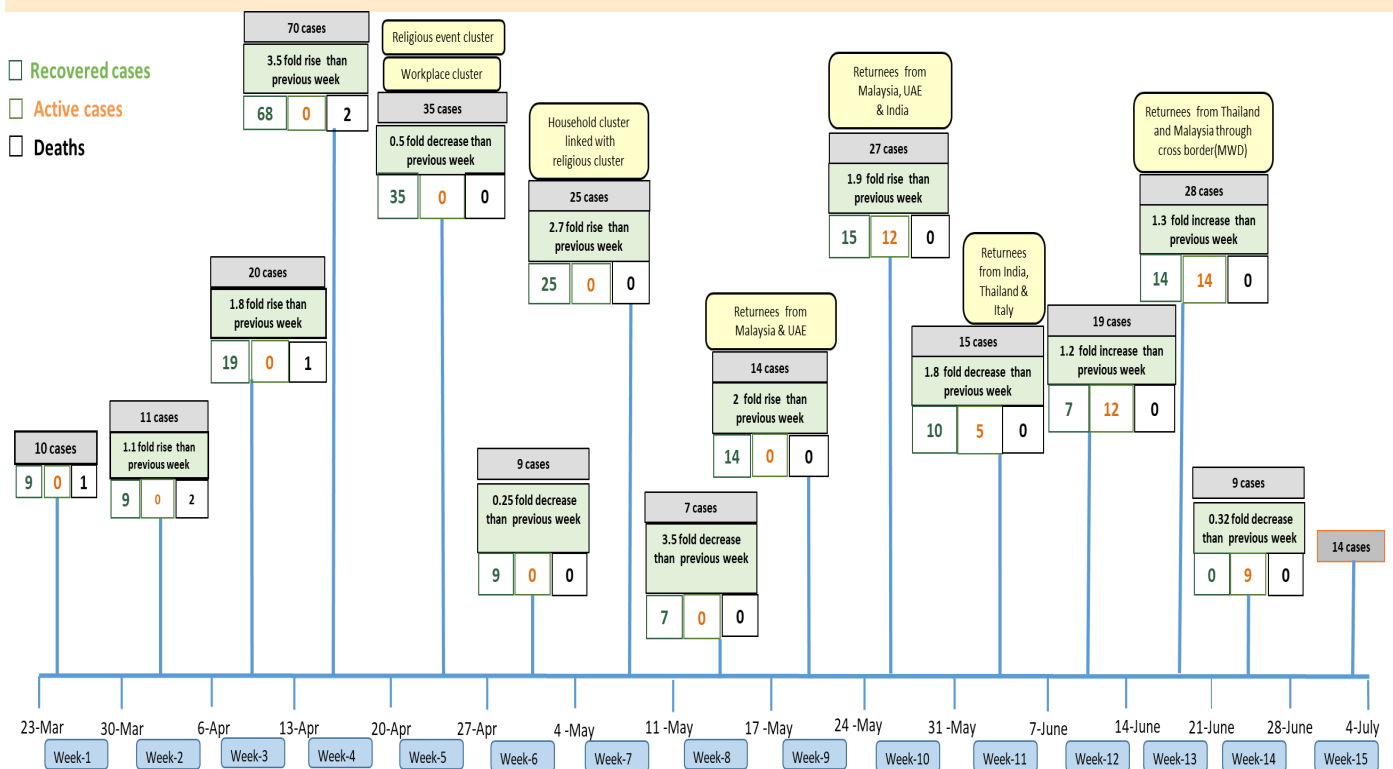 Recovered cases
Active cases
Deaths
10 cases
9 0 1
11 cases
1.1 fold rise than
previous week
9 0 2
20 cases
1.8 fold rise than
previous week
19 0 1
70 cases
3.5 fold rise than
previous week
68 0 2
Religious event cluster
Workplace cluster
35 cases
0.5 fold decrease than
previous week
35 0 0
9 cases
0.25 fold decrease
than previous week
9 0 0
Household cluster
linked with
religious cluster
25 cases
2.7 fold rise than
previous week
25 0 0
7 cases
3.5 fold decrease
than previous week
7 0 0
Returnees from
Malaysia & UAE
14 cases
2 fold rise than
previous week
14 0 0
Returnees from
Malaysia, UAE
& India
27 cases
1.9 fold rise than
previous week
15 12 0
Returnees
from India,
Thailand &
Italy
15 cases
1.8 fold decrease than
previous week
10 5 0
19 cases
1.2 fold increase than
previous week
7 12 0
Returnees from Thailand
and Malaysia through
cross border(MWD)
28 cases
1.3 fold increase than
previous week
14 14 0
9 cases
0.32 fold decrease
than previous week
0 9 0
14 cases
23-Mar 30-Mar 6-Apr 13-Apr 20-Apr 27-Apr 4 -May 11-May 17-May 24 -May 31-May 7-June 14-June 21-June 28-June 4-July
Week-1 Week-2 Week-3 Week-4 Week-5 Week-6 Week-7 Week-8 Week-9 Week-10 Week-11 Week-12 Week-13 Week-14 Week-15